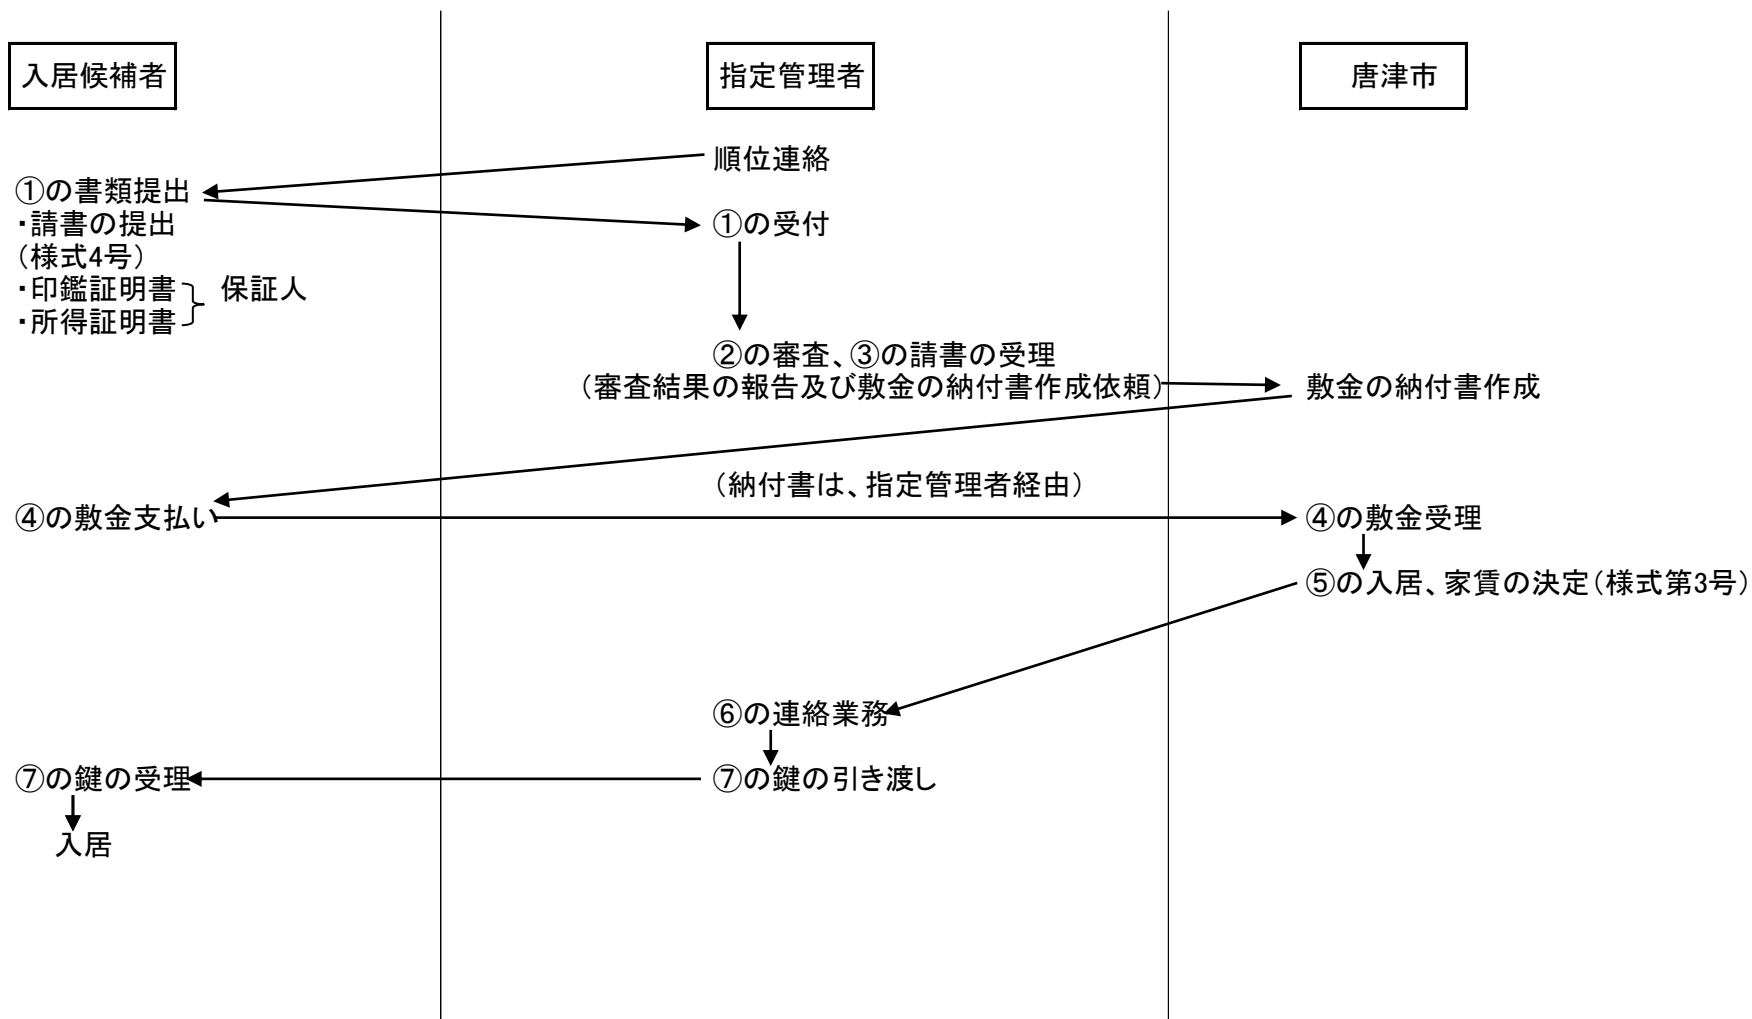 入居候補者
指定管理者
唐津市
順位連絡
①の書類提出
・請書の提出
(様式4号)
・印鑑証明書
・所得証明書
保証人
①の受付
②の審査、③の請書の受理
(審査結果の報告及び敷金の納付書作成依頼)
敷金の納付書作成
(納付書は、指定管理者経由)
④の敷金支払い
④の敷金受理
⑤の入居、家賃の決定(様式第3号)
⑥の連絡業務
⑦の鍵の受理
⑦の鍵の引き渡し
入居